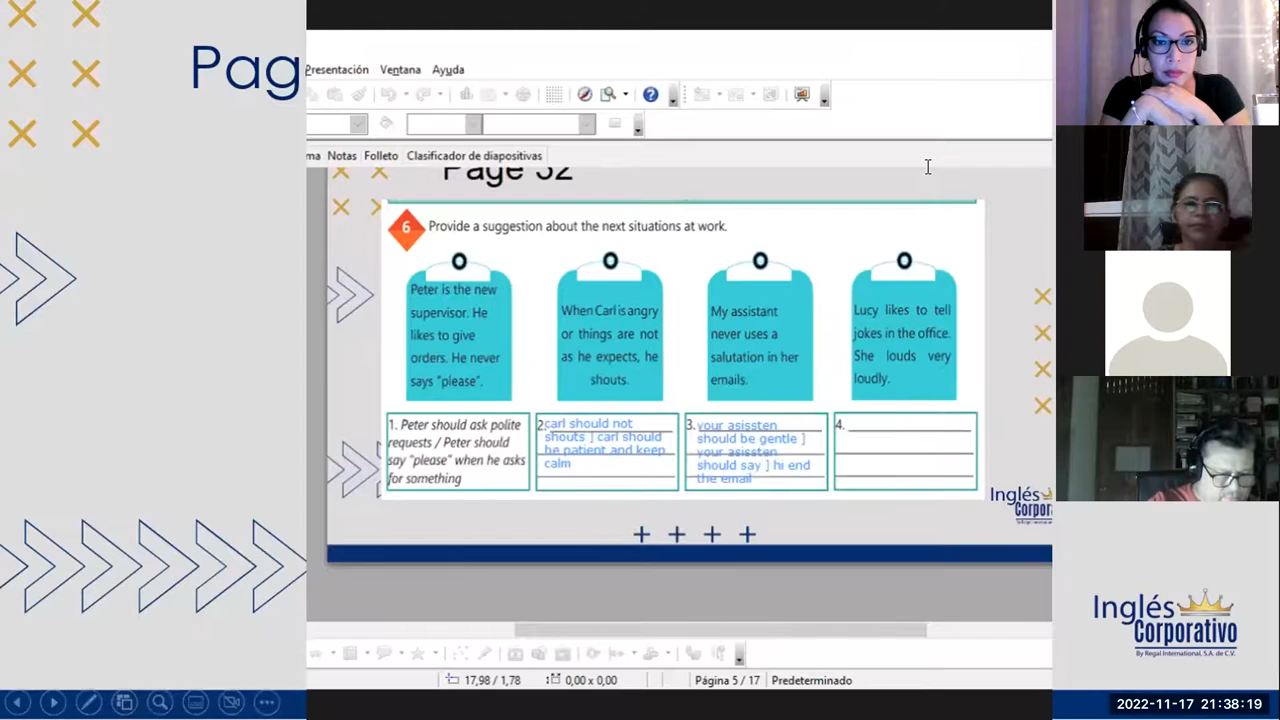 Pag
Presentación Ventana Ayuda
ma Notas Folleto Clasificador de diapositivas
Page 52
6 Provide a suggestion about the next situations at work.
Peter is the new
supervisor. He
likes to give
orders. He never
says "please".
When Carl is angry
or things are not
as he expects, he
shouts.
My assistant
never uses a
salutation in her
emails.
Lucy likes to tell
jokes in the office.
She louds very
loudly.
1. Peter should ask polite
requests / Peter should
say "please" when he asks
for something
2. carl should not
shouts ] carl should
be patient and keep
calm
3. your asissten
should be gentle ]
your asissten
should say ] hi end
the email
4.
Inglés
Corpora
17,98 / 1,78 0,00 x 0,00 Página 5 / 17 Predeterminado
Inglés
Corporativo
By Regal International, S.A. de C.V.
2022-11-17 21:38:19